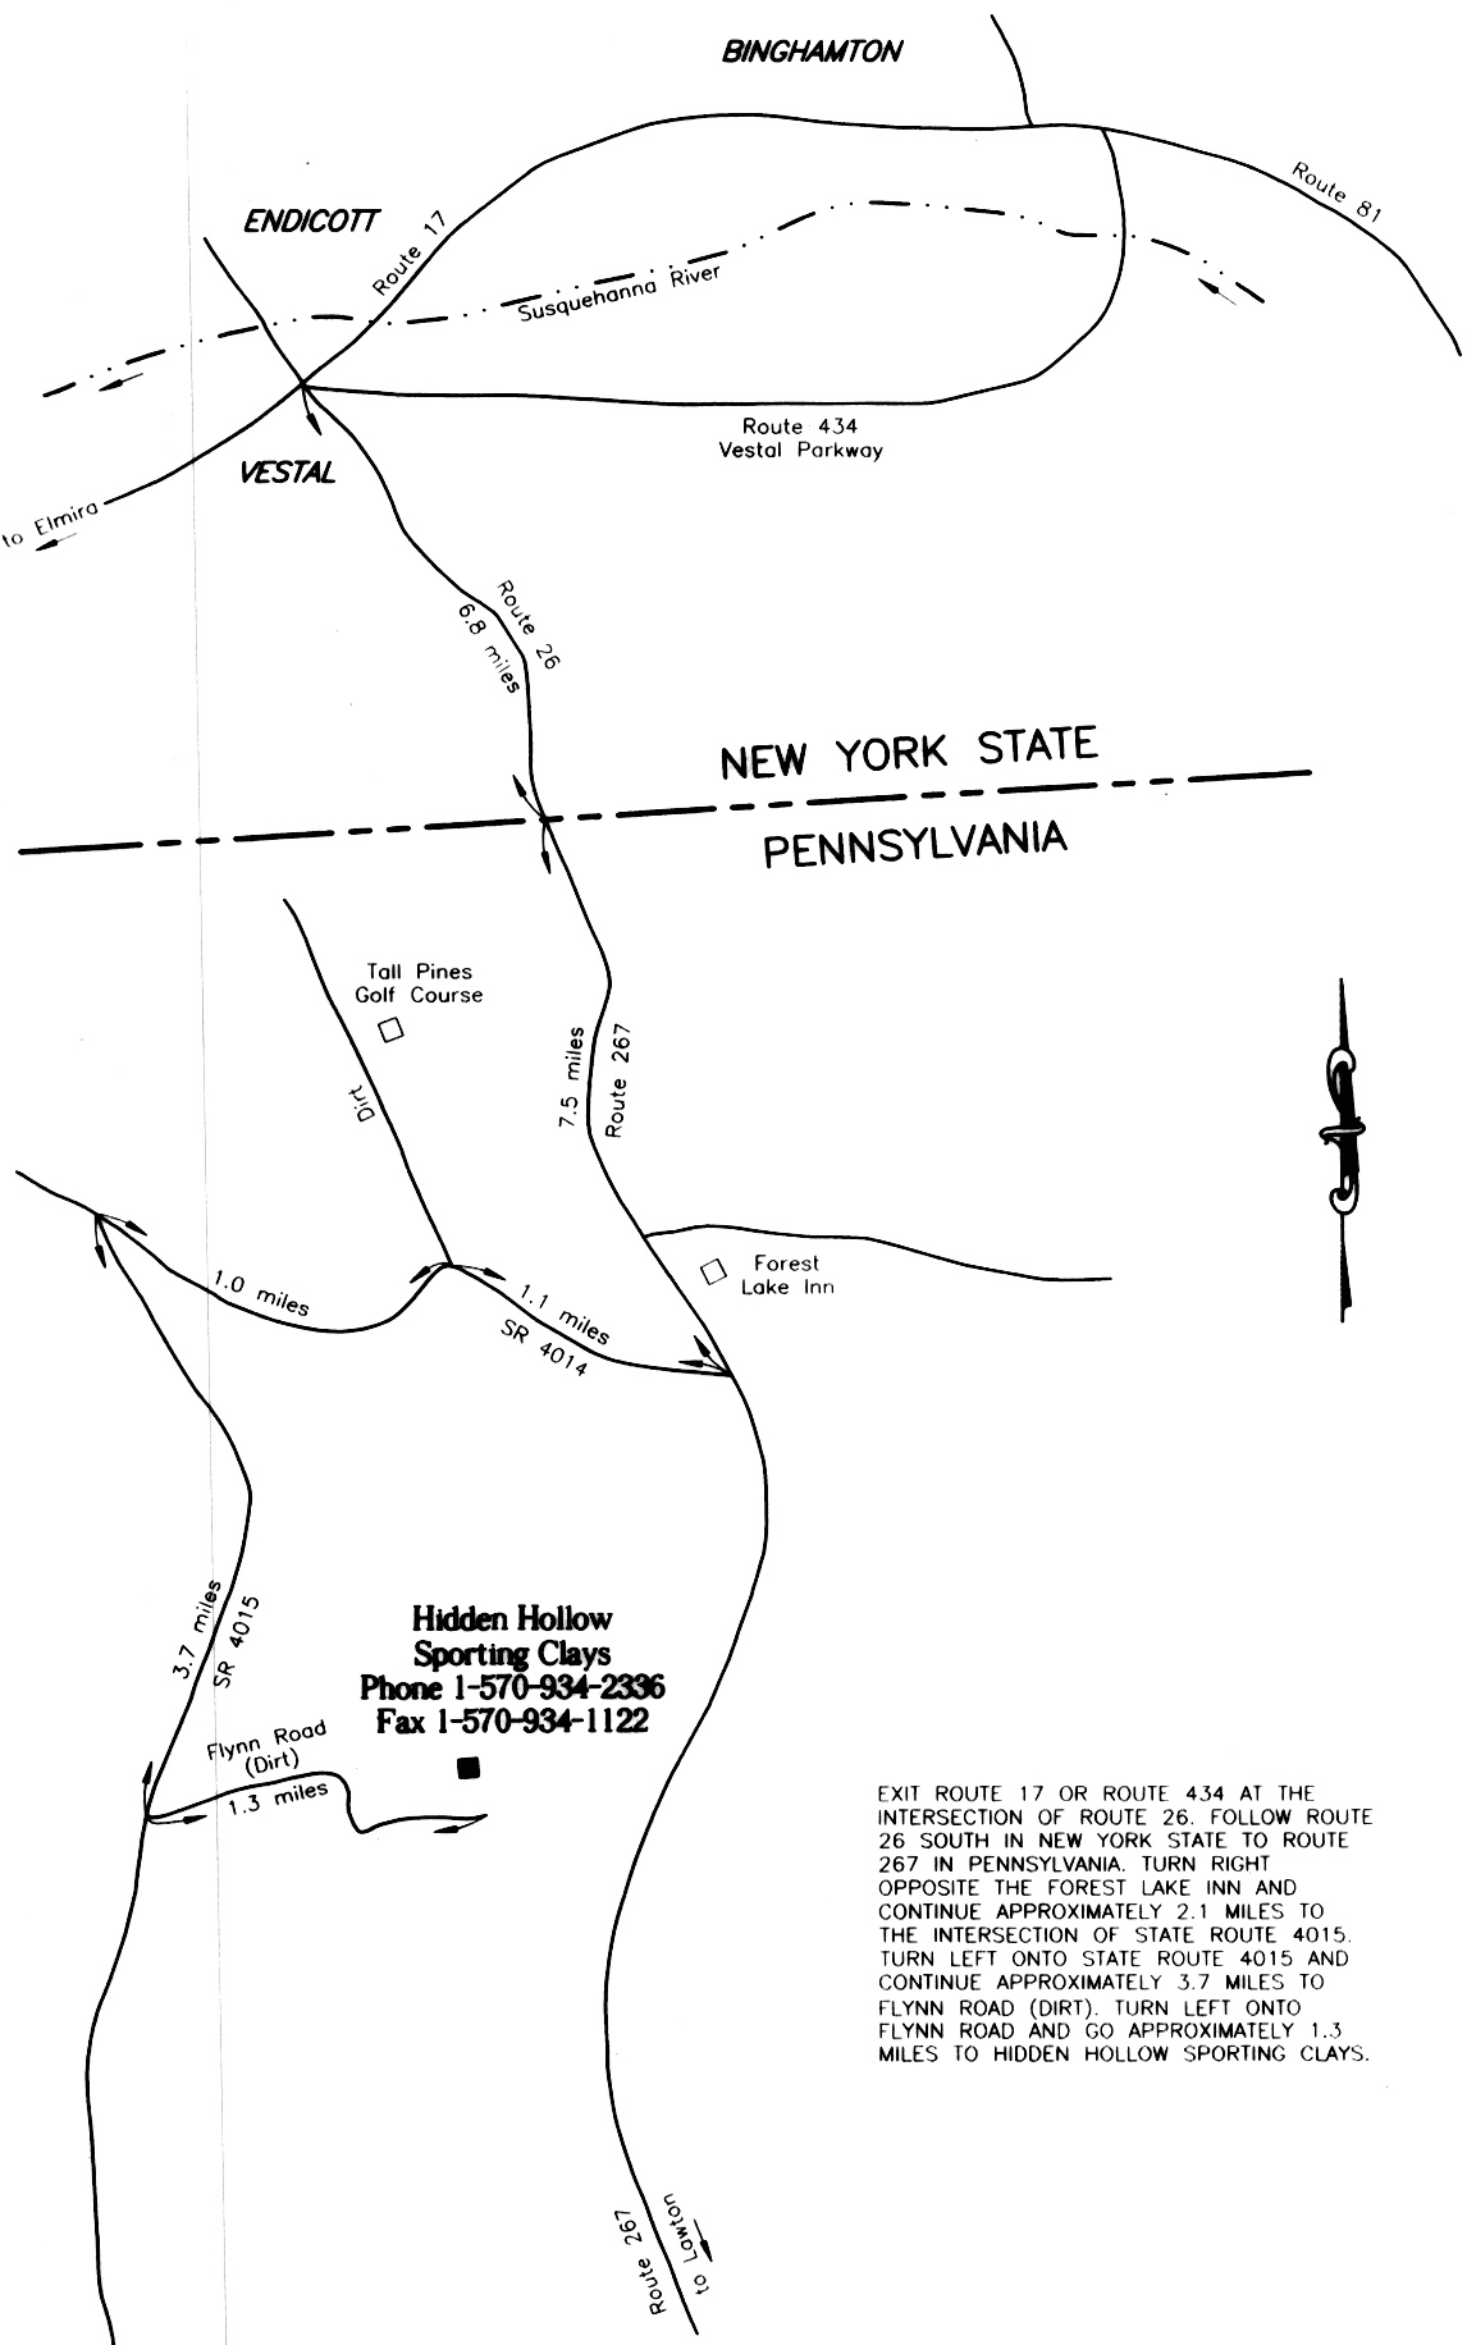 BINGHAMTON
Route 81
ENDICOTT
Route 17
Susquehanna River
Route 434
Vestal Parkway
VESTAL
to Elmira
Route 26
6.8 miles
NEW YORK STATE
PENNSYLVANIA
Tall Pines
Golf Course
Dirt
7.5 miles
Route 267
Forest
Lake Inn
1.0 miles
1.1 miles
SR 4014
3.7 miles
SR 4015
Hidden Hollow
Sporting Clays
Phone 1-570-934-2336
Fax 1-570-934-1122
Flynn Road
(Dirt)
1.3 miles
EXIT ROUTE 17 OR ROUTE 434 AT THE
INTERSECTION OF ROUTE 26. FOLLOW ROUTE
26 SOUTH IN NEW YORK STATE TO ROUTE
267 IN PENNSYLVANIA. TURN RIGHT
OPPOSITE THE FOREST LAKE INN AND
CONTINUE APPROXIMATELY 2.1 MILES TO
THE INTERSECTION OF STATE ROUTE 4015.
TURN LEFT ONTO STATE ROUTE 4015 AND
CONTINUE APPROXIMATELY 3.7 MILES TO
FLYNN ROAD (DIRT). TURN LEFT ONTO
FLYNN ROAD AND GO APPROXIMATELY 1.3
MILES TO HIDDEN HOLLOW SPORTING CLAYS.
Route 267
to Lawton